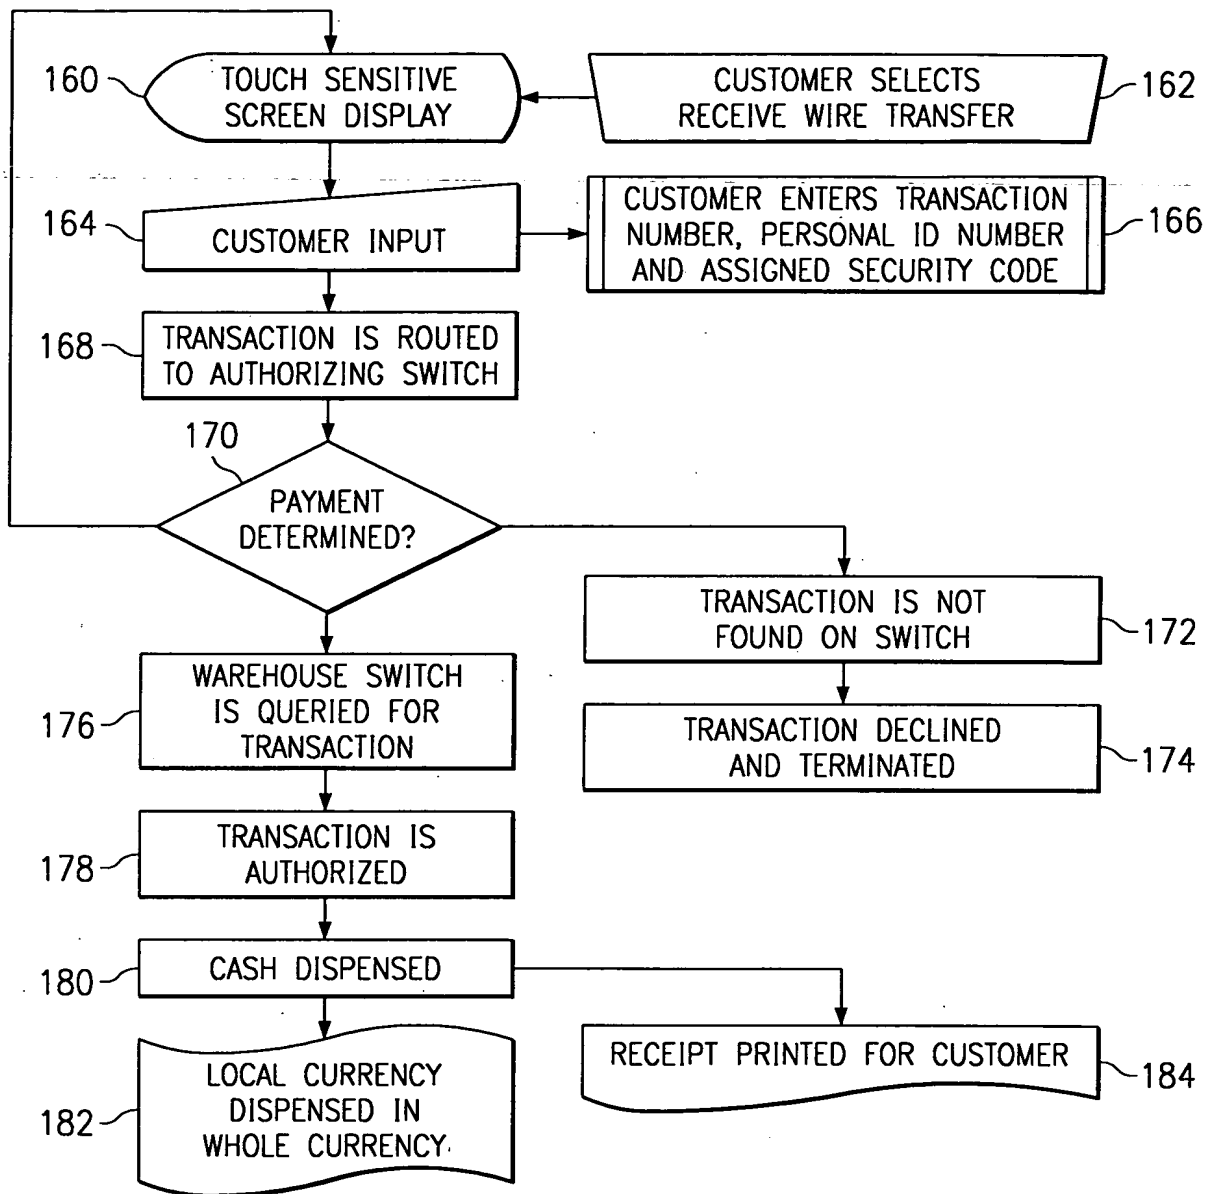 160
TOUCH SENSITIVE
SCREEN DISPLAY
CUSTOMER SELECTS
RECEIVE WIRE TRANSFER
162
164
CUSTOMER INPUT
CUSTOMER ENTERS TRANSACTION
NUMBER, PERSONAL ID NUMBER
AND ASSIGNED SECURITY CODE
166
168
TRANSACTION IS ROUTED
TO AUTHORIZING SWITCH
170
PAYMENT
DETERMINED?
TRANSACTION IS NOT
FOUND ON SWITCH
172
176
WAREHOUSE SWITCH
IS QUERIED FOR
TRANSACTION
TRANSACTION DECLINED
AND TERMINATED
174
178
TRANSACTION IS
AUTHORIZED
180
CASH DISPENSED
182
LOCAL CURRENCY
DISPENSED IN
WHOLE CURRENCY
RECEIPT PRINTED FOR CUSTOMER
184